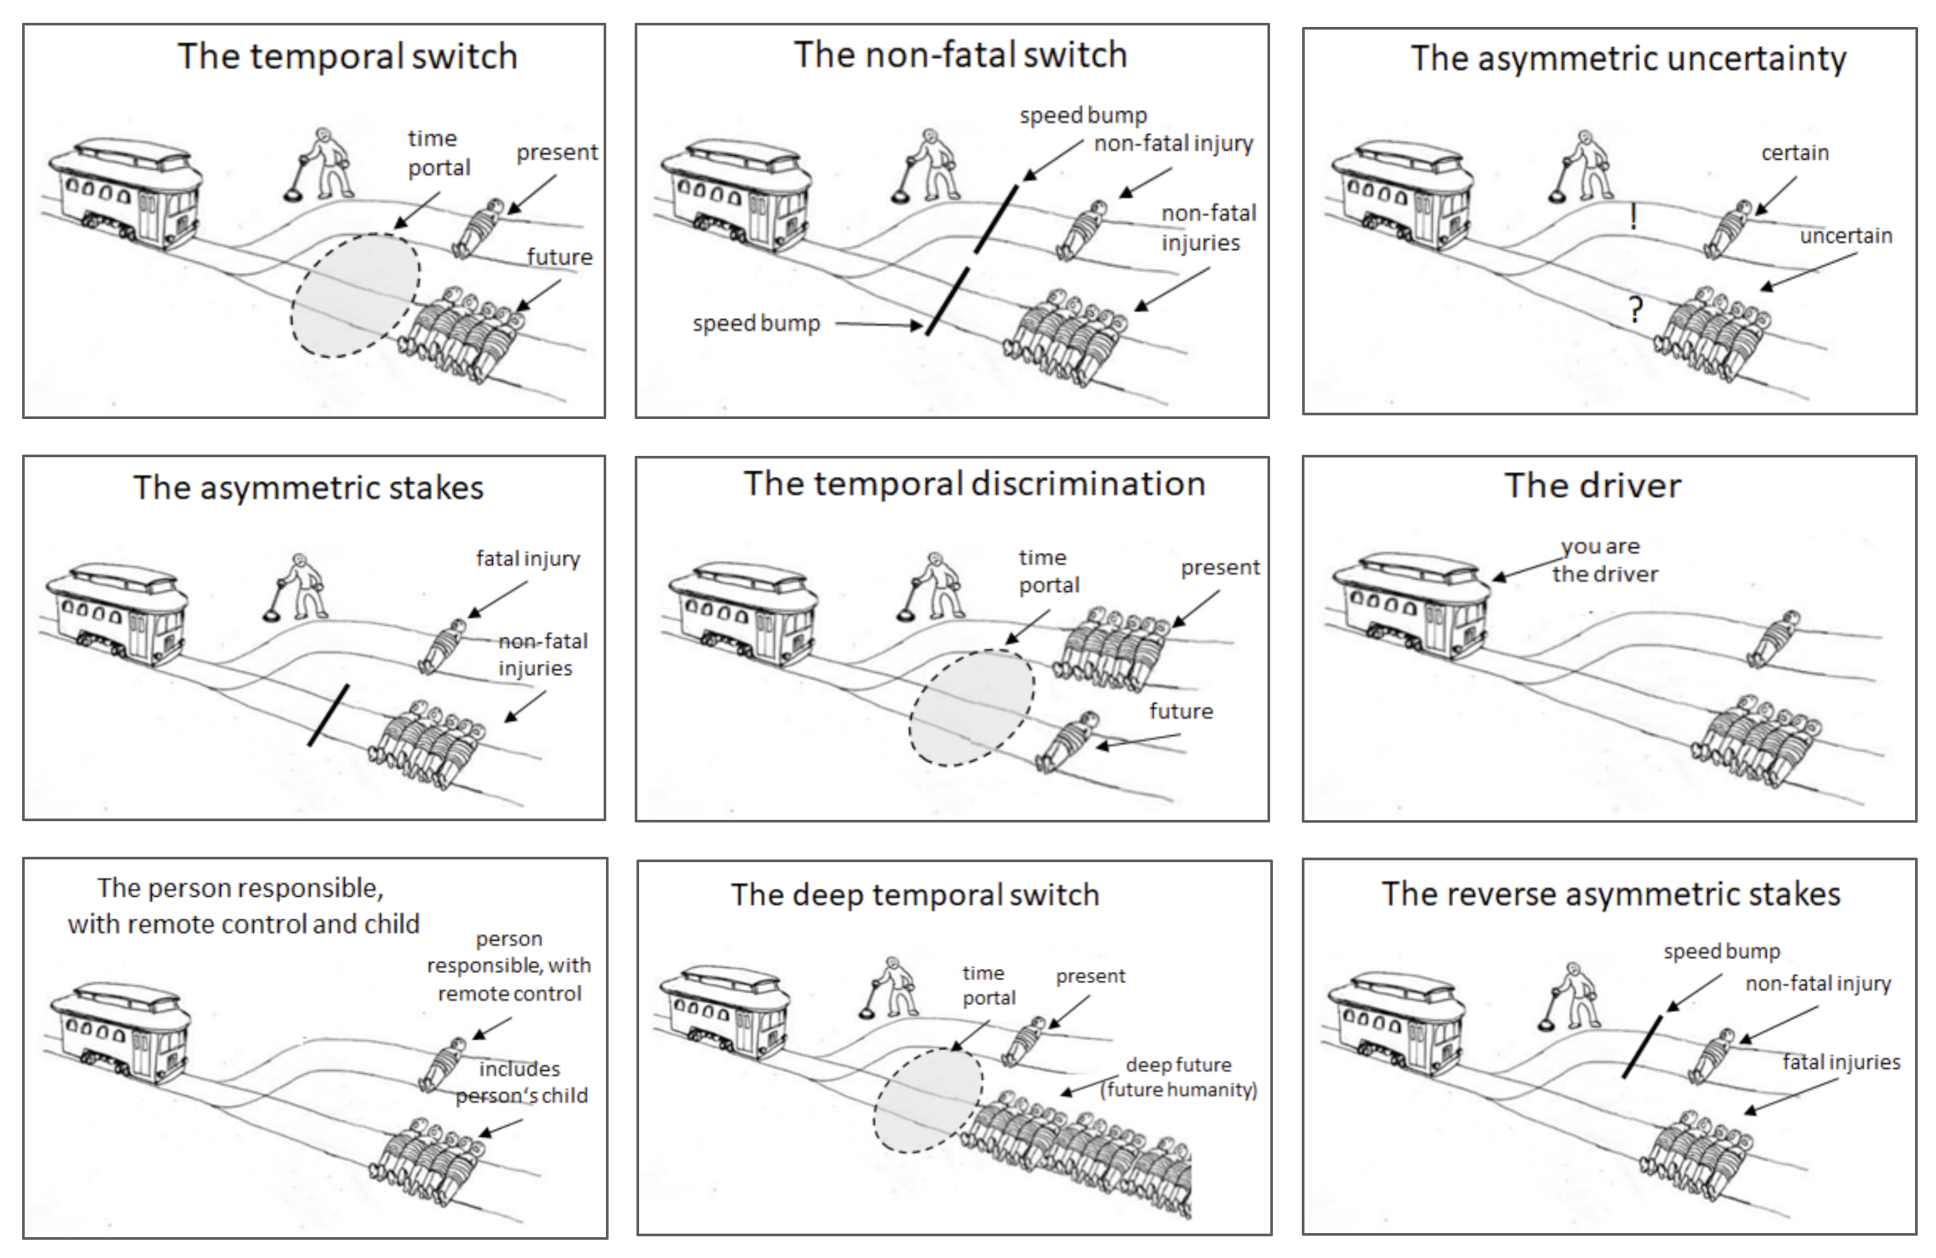 The temporal switch
time
portal
present
future
The non-fatal switch
speed bump
non-fatal injury
non-fatal
injuries
speed bump
The asymmetric uncertainty
certain
uncertain
!
?
The asymmetric stakes
fatal injury
non-fatal
injuries
The temporal discrimination
time
portal
present
future
The driver
you are
the driver
The person responsible,
with remote control and child
person
responsible, with
remote control
includes
person's child
The deep temporal switch
time
portal
present
deep future
(future humanity)
The reverse asymmetric stakes
speed bump
non-fatal injury
fatal injuries